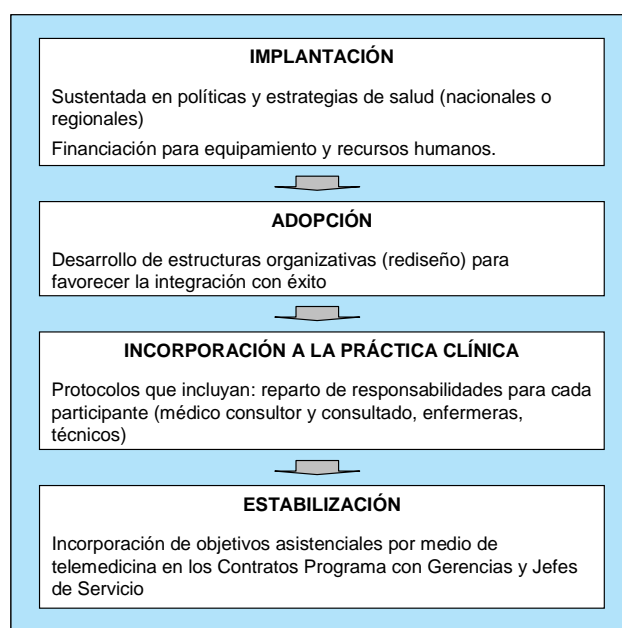 IMPLANTACIÓN
Sustentada en políticas y estrategias de salud (nacionales o
regionales)
Financiación para equipamiento y recursos humanos.
ADOPCIÓN
Desarrollo de estructuras organizativas (rediseño) para
favorecer la integración con éxito
INCORPORACIÓN A LA PRÁCTICA CLÍNICA
Protocolos que incluyan: reparto de responsabilidades para cada
participante (médico consultor y consultado, enfermeras,
técnicos)
ESTABILIZACIÓN
Incorporación de objetivos asistenciales por medio de
telemedicina en los Contratos Programa con Gerencias y Jefes
de Servicio